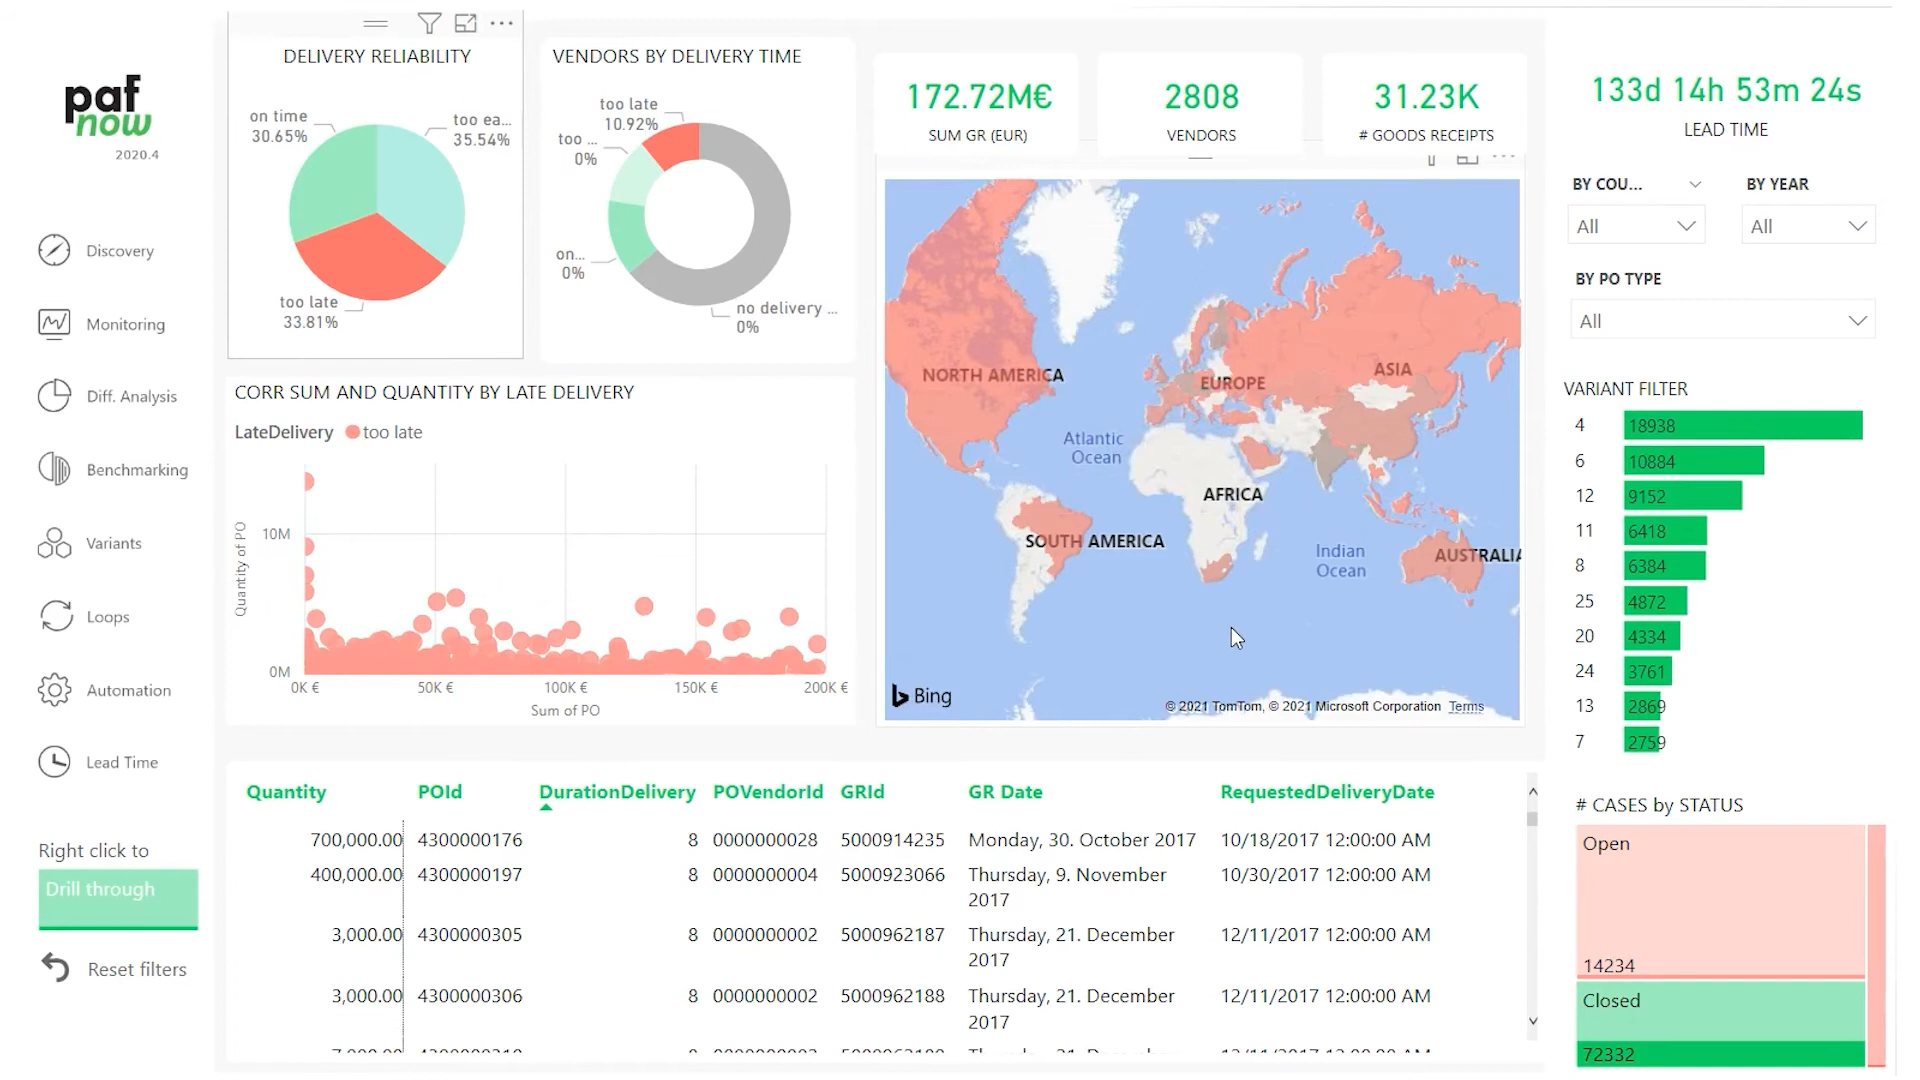 paf
now
2020.4
Discovery
Monitoring
Diff. Analysis
Benchmarking
Variants
Loops
Automation
Lead Time
Right click to
Drill through
Reset filters
DELIVERY RELIABILITY
on time
30.65%
too ea...
35.54%
too late
33.81%
VENDORS BY DELIVERY TIME
too late
10.92%
too ...
0%
on...
0%
no delivery ...
0%
172.72M€
SUM GR (EUR)
2808
VENDORS
31.23K
# GOODS RECEIPTS
133d 14h 53m 24s
LEAD TIME
BY COU...
All
BY YEAR
All
BY PO TYPE
All
CORR SUM AND QUANTITY BY LATE DELIVERY
LateDelivery too late
Quantity of PO
10M
0M
0K € 50K € 100K € 150K € 200K €
Sum of PO
NORTH AMERICA
EUROPE
ASIA
Atlantic
Ocean
AFRICA
SOUTH AMERICA
Indian
Ocean
AUSTRALIA
Bing
© 2021 TomTom, © 2021 Microsoft Corporation Terms
VARIANT FILTER
4 18938
6 10884
12 9152
11 6418
8 6384
25 4872
20 4334
24 3761
13 2869
7 2759
# CASES by STATUS
Open
14234
Closed
72332
Quantity POId DurationDelivery POVendorId GRId GR Date RequestedDeliveryDate
700,000.00 4300000176 8 0000000028 5000914235 Monday, 30. October 2017 10/18/2017 12:00:00 AM
400,000.00 4300000197 8 0000000004 5000923066 Thursday, 9. November 2017 10/30/2017 12:00:00 AM
3,000.00 4300000305 8 0000000002 5000962187 Thursday, 21. December 2017 12/11/2017 12:00:00 AM
3,000.00 4300000306 8 0000000002 5000962188 Thursday, 21. December 2017 12/11/2017 12:00:00 AM